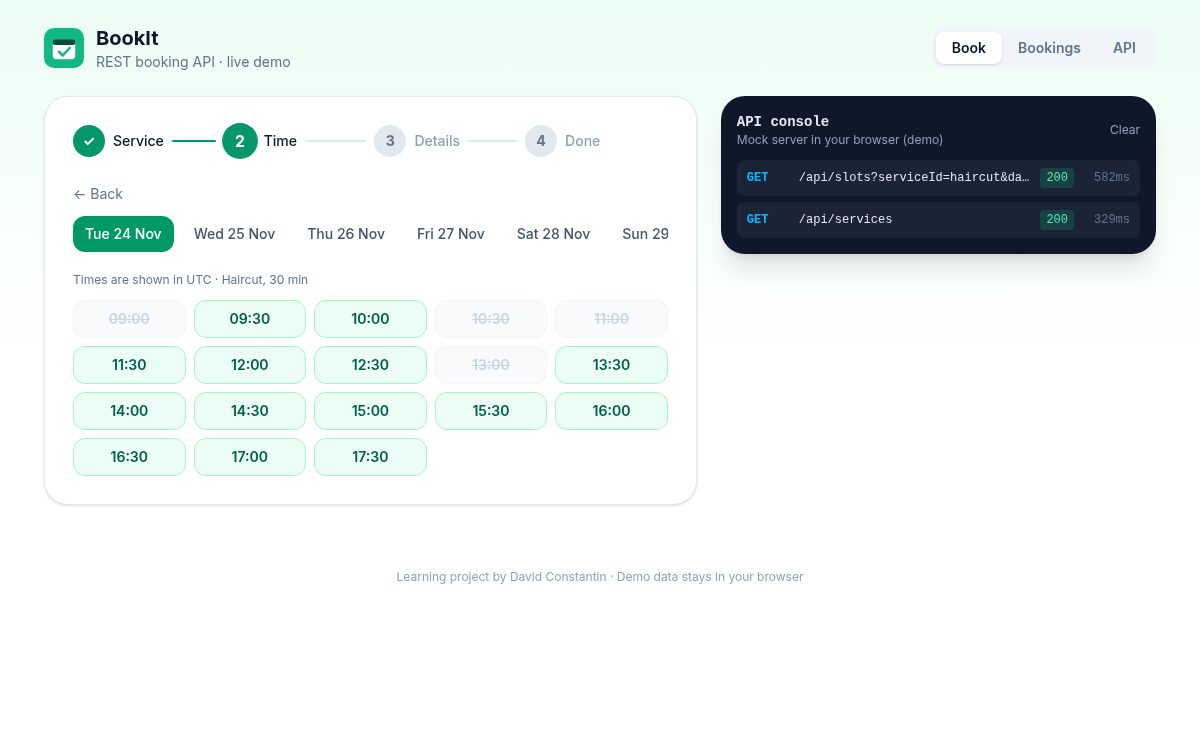 BookIt
REST booking API · live demo
Book Bookings API
✓ Service 2 Time 3 Details 4 Done
← Back
Tue 24 Nov Wed 25 Nov Thu 26 Nov Fri 27 Nov Sat 28 Nov Sun 29
Times are shown in UTC · Haircut, 30 min
09:00 09:30 10:00 10:30 11:00
11:30 12:00 12:30 13:00 13:30
14:00 14:30 15:00 15:30 16:00
16:30 17:00 17:30
API console
Mock server in your browser (demo)
Clear
GET /api/slots?serviceId=haircut&da… 200 582ms
GET /api/services 200 329ms
Learning project by David Constantin · Demo data stays in your browser